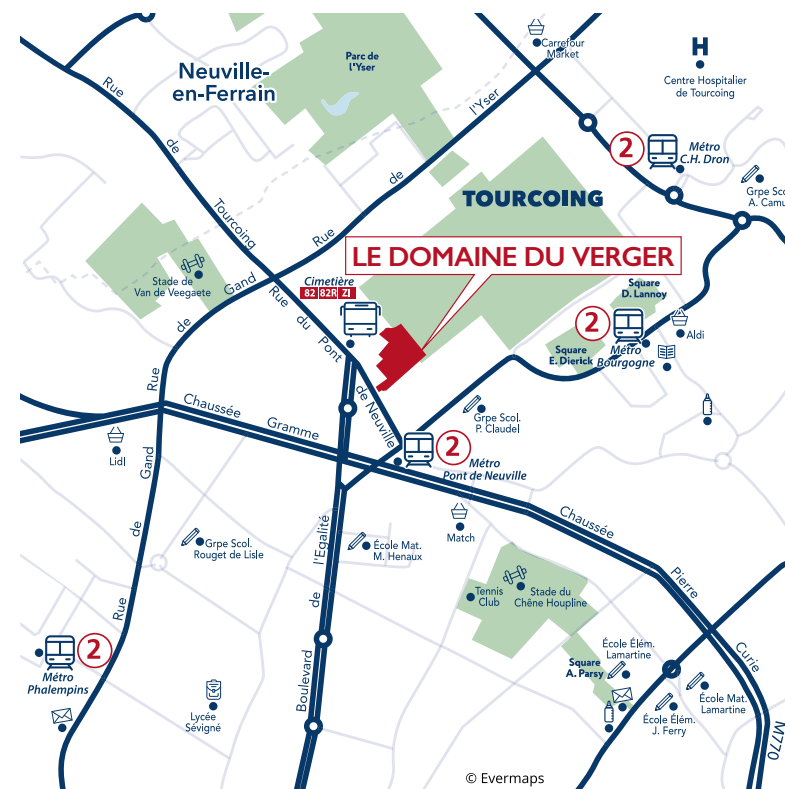 Carrefour
Market
H
Centre Hospitalier
de Tourcoing
Parc de
l'Yser
Neuville-
en-Ferrain
Rue
de
Tourcoing
Rue
de
l'Yser
2
Métro
C.H. Dron
Grpe Sco
A. Camu
TOURCOING
LE DOMAINE DU VERGER
Stade de
Van de Veegaete
Cimetière
82 82R ZI
Rue
de
Gand
Rue
du
Pont
de Neuville
Square
D. Lannoy
2
Métro
Bourgogne
Square
E. Dierick
Aldi
Chaussée
Gramme
Lidl
Grpe Scol.
P. Claudel
2
Métro
Pont de Neuville
Rue
de
Gand
Match
Chaussée
Pierre
Curie
M770
Grpe Scol.
Rouget de Lisle
École Mat.
M. Henaux
Boulevard
de
l'Egalité
Tennis
Club
Stade du
Chêne Houpline
2
Métro
Phalempins
Lycée
Sévigné
École Élém.
Lamartine
Square
A. Parsy
École Mat.
Lamartine
École Élém.
J. Ferry
© Evermaps